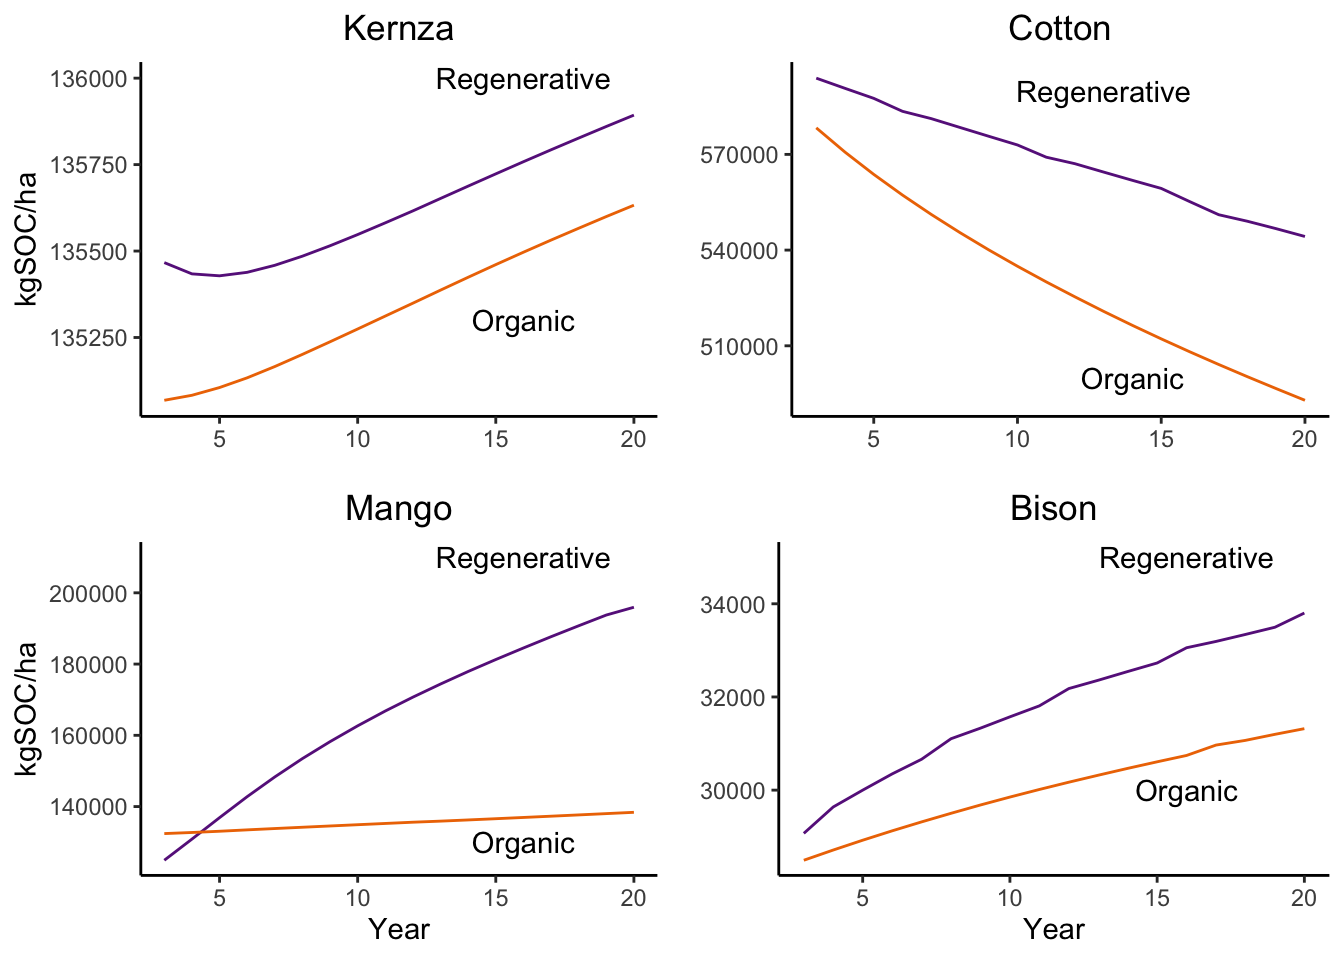 Kernza
136000
135750
135500
135250
kgSOC/ha
Regenerative
Organic
5 10 15 20
Cotton
570000
540000
510000
Regenerative
Organic
5 10 15 20
Mango
200000
180000
160000
140000
kgSOC/ha
Regenerative
Organic
5 10 15 20
Year
Bison
34000
32000
30000
Regenerative
Organic
5 10 15 20
Year